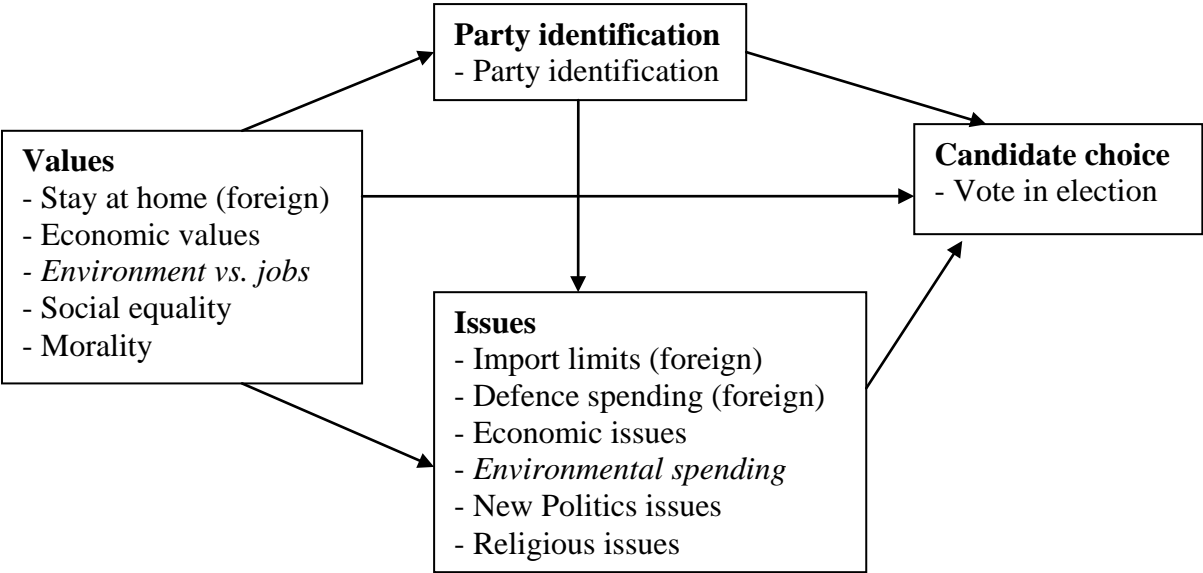 Party identification
- Party identification
Values
- Stay at home (foreign)
- Economic values
- Environment vs. jobs
- Social equality
- Morality
Candidate choice
- Vote in election
Issues
- Import limits (foreign)
- Defence spending (foreign)
- Economic issues
- Environmental spending
- New Politics issues
- Religious issues